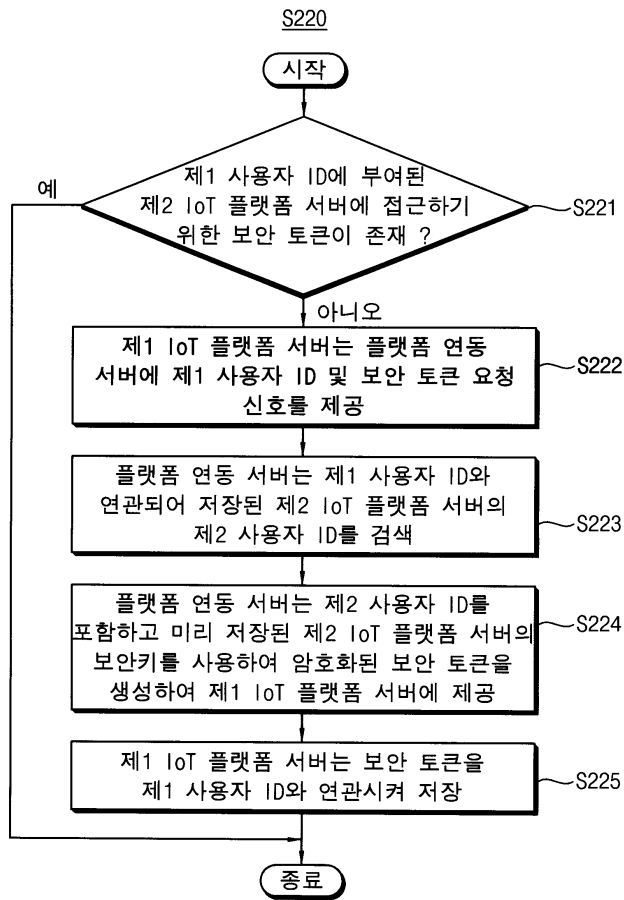 S220
시작
제1 사용자 ID에 부여된
제2 IoT 플랫폼 서버에 접근하기
위한 보안 토큰이 존재 ?
예
S221
아니오
제1 IoT 플랫폼 서버는 플랫폼 연동
서버에 제1 사용자 ID 및 보안 토큰 요청
신호를 제공
S222
플랫폼 연동 서버는 제1 사용자 ID와
연관되어 저장된 제2 IoT 플랫폼 서버의
제2 사용자 ID를 검색
S223
플랫폼 연동 서버는 제2 사용자 ID를
포함하고 미리 저장된 제2 IoT 플랫폼 서버의
보안키를 사용하여 암호화된 보안 토큰을
생성하여 제1 IoT 플랫폼 서버에 제공
S224
제1 IoT 플랫폼 서버는 보안 토큰을
제1 사용자 ID와 연관시켜 저장
S225
종료